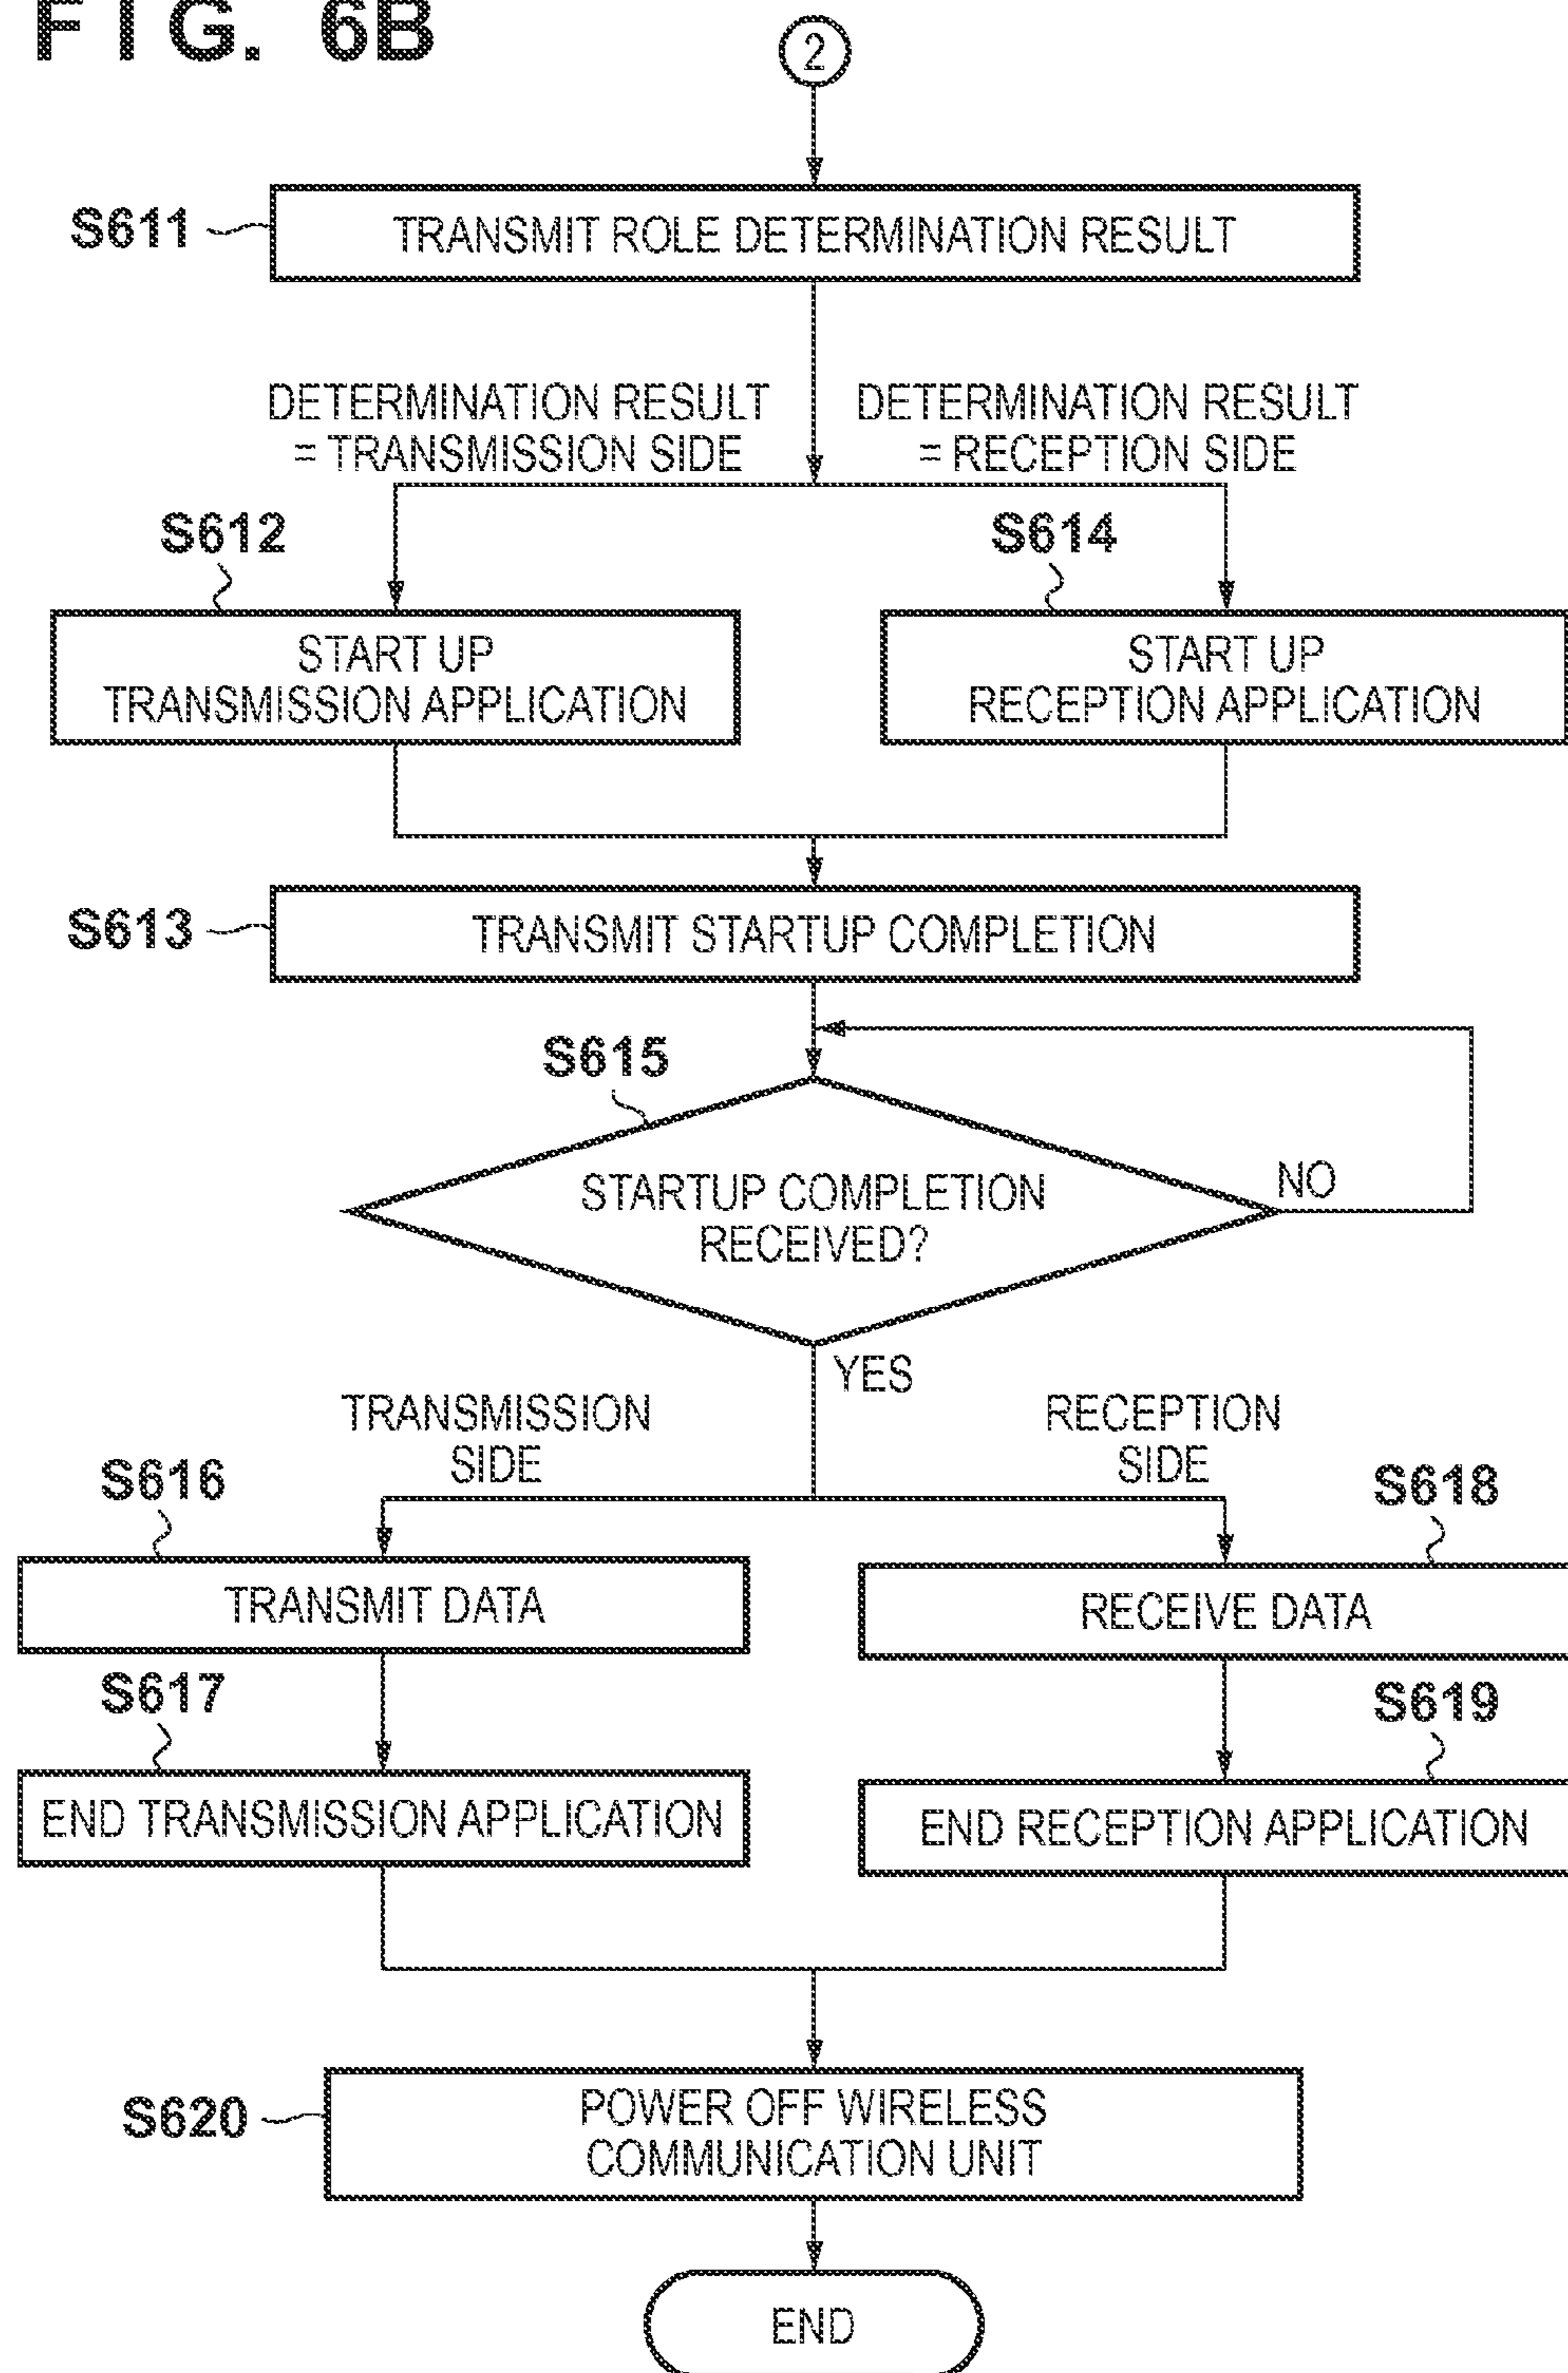 FIG. 6B
2
S611
TRANSMIT ROLE DETERMINATION RESULT
DETERMINATION RESULT
= TRANSMISSION SIDE
DETERMINATION RESULT
= RECEPTION SIDE
S612
START UP
TRANSMISSION APPLICATION
S614
START UP
RECEPTION APPLICATION
S613
TRANSMIT STARTUP COMPLETION
S615
STARTUP COMPLETION
RECEIVED?
NO
YES
TRANSMISSION
SIDE
RECEPTION
SIDE
S616
TRANSMIT DATA
S618
RECEIVE DATA
S617
END TRANSMISSION APPLICATION
S619
END RECEPTION APPLICATION
S620
POWER OFF WIRELESS
COMMUNICATION UNIT
END